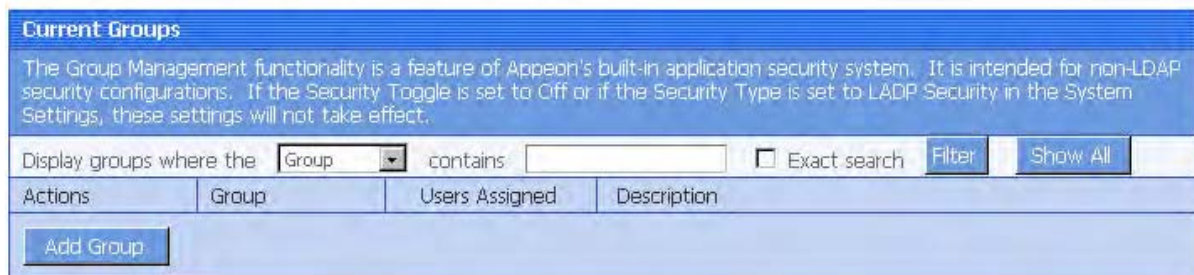 Current Groups
The Group Management functionality is a feature of Appeon's built-in application security system.  It is intended for non-LDAP
security configurations.  If the Security Toggle is set to Off or if the Security Type is set to LADP Security in the System
Settings, these settings will not take effect.
Display groups where the Group contains Exact search Filter Show All
Actions Group Users Assigned Description
Add Group